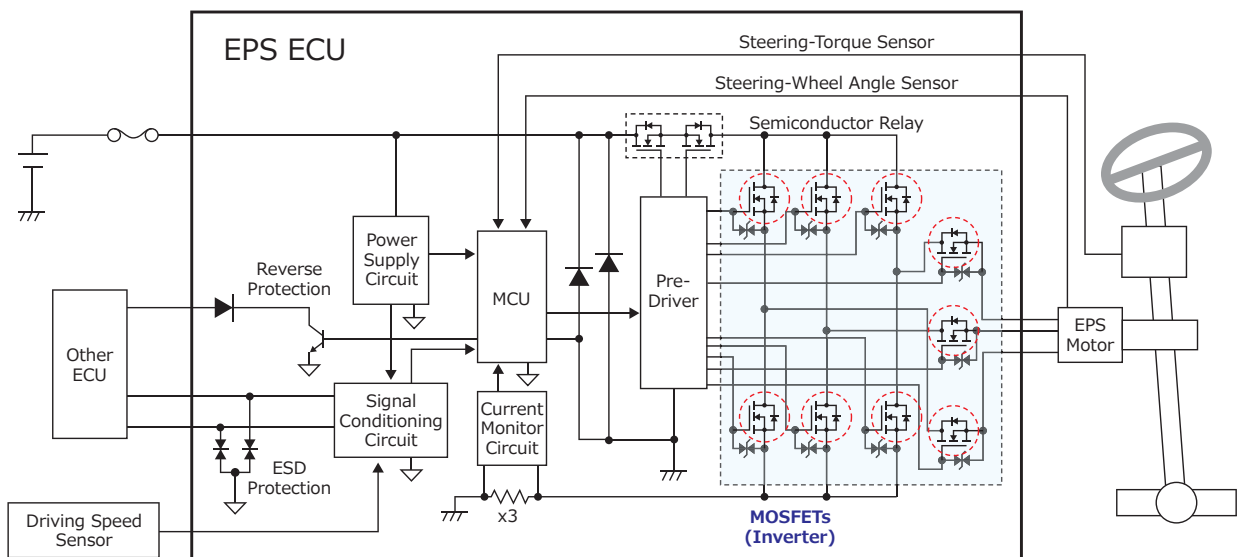 EPS ECU
Steering-Torque Sensor
Steering-Wheel Angle Sensor
Semiconductor Relay
Power
Supply
Circuit
Reverse
Protection
MCU
Pre-
Driver
EPS
Motor
Other
ECU
Signal
Conditioning
Circuit
Current
Monitor
Circuit
ESD
Protection
Driving Speed
Sensor
x3
MOSFETs
(Inverter)